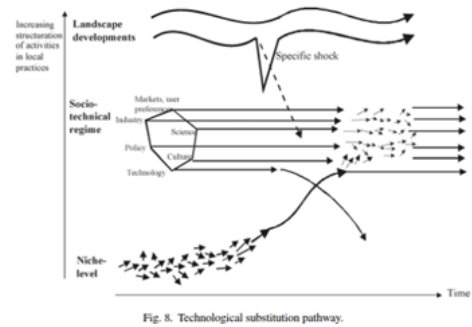 Increasing
structuration
of activities
in local
practices
Landscape
developments
Specific shock
Markets, user
preferences
Industry
Science
Policy
Culture
Technology
Socio-
technical
regime
Niche-
level
Time
Fig. 8. Technological substitution pathway.